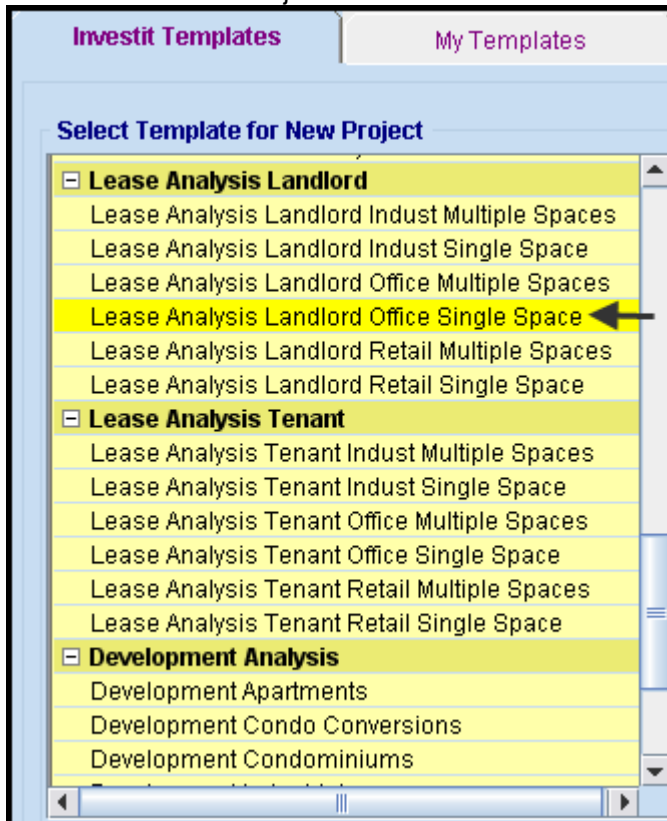 Investit Templates
My Templates
Select Template for New Project
Lease Analysis Landlord
Lease Analysis Landlord Indust Multiple Spaces
Lease Analysis Landlord Indust Single Space
Lease Analysis Landlord Office Multiple Spaces
Lease Analysis Landlord Office Single Space
Lease Analysis Landlord Retail Multiple Spaces
Lease Analysis Landlord Retail Single Space
Lease Analysis Tenant
Lease Analysis Tenant Indust Multiple Spaces
Lease Analysis Tenant Indust Single Space
Lease Analysis Tenant Office Multiple Spaces
Lease Analysis Tenant Office Single Space
Lease Analysis Tenant Retail Multiple Spaces
Lease Analysis Tenant Retail Single Space
Development Analysis
Development Apartments
Development Condo Conversions
Development Condominiums